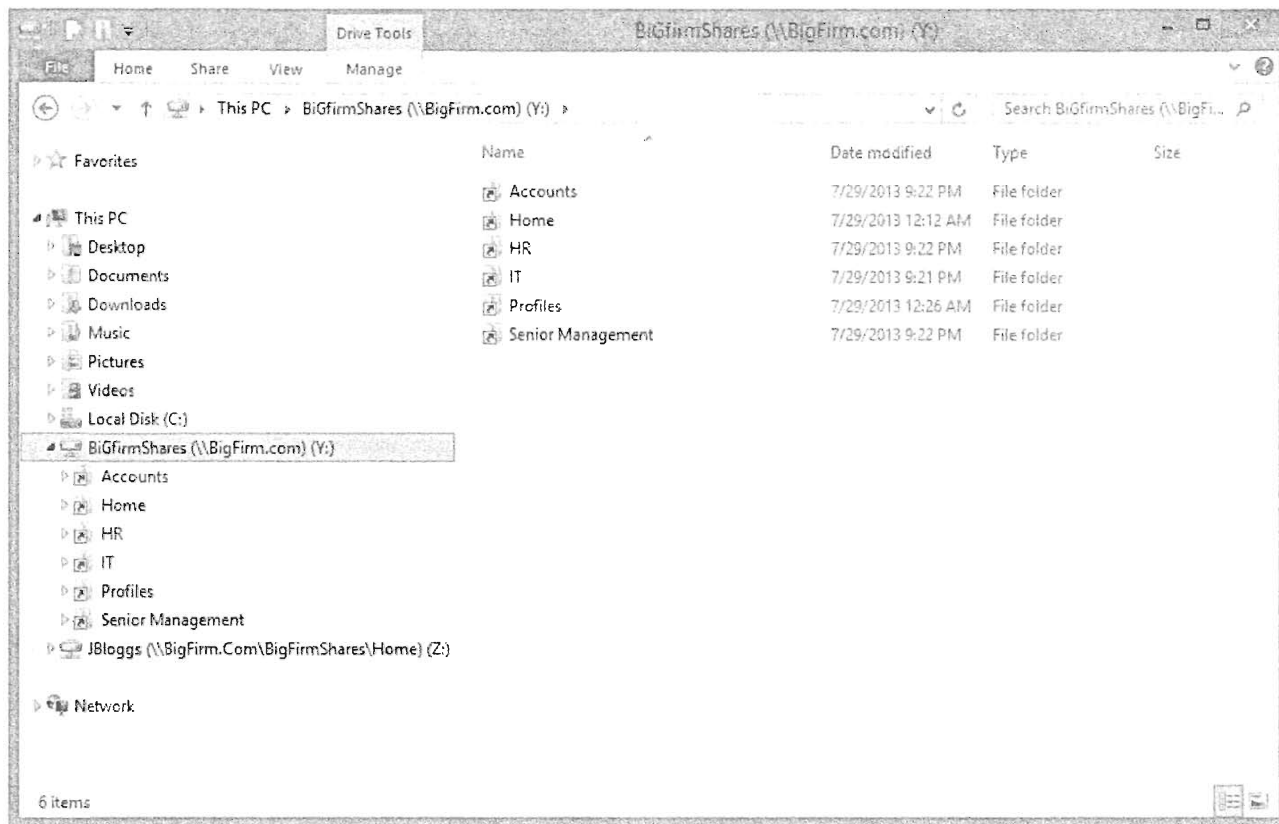 Drive Tools
BiGfirmShares (\\BigFirm.com) (Y:)
File Home Share View Manage
This PC BiGfirmShares (\\BigFirm.com) (Y:)
Search BiGfirmShares (\\BigFi...
Favorites
This PC
Desktop
Documents
Downloads
Music
Pictures
Videos
Local Disk (C:)
BiGfirmShares (\\BigFirm.com) (Y:)
Accounts
Home
HR
IT
Profiles
Senior Management
JBloggs (\\BigFirm.Com\BigFirmShares\Home) (Z:)
Network
Name Date modified Type Size
Accounts 7/29/2013 9:22 PM File folder
Home 7/29/2013 12:12 AM File folder
HR 7/29/2013 9:22 PM File folder
IT 7/29/2013 9:21 PM File folder
Profiles 7/29/2013 12:26 AM File folder
Senior Management 7/29/2013 9:22 PM File folder
6 items